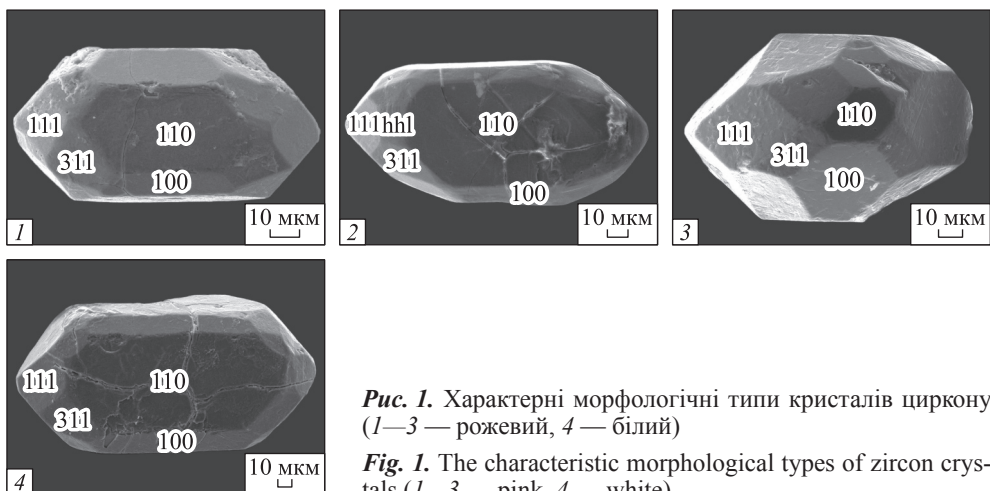 111
110
311
100
10 мкм
1
111hhl
110
311
100
10 мкм
2
111
110
311
100
10 мкм
3
111
110
311
100
10 мкм
4
Рис. 1. Характерні морфологічні типи кристалів циркону
(1—3 — рожевий, 4 — білий)
Fig. 1. The characteristic morphological types of zircon crys-
tals (1—3 — pink, 4 — white)